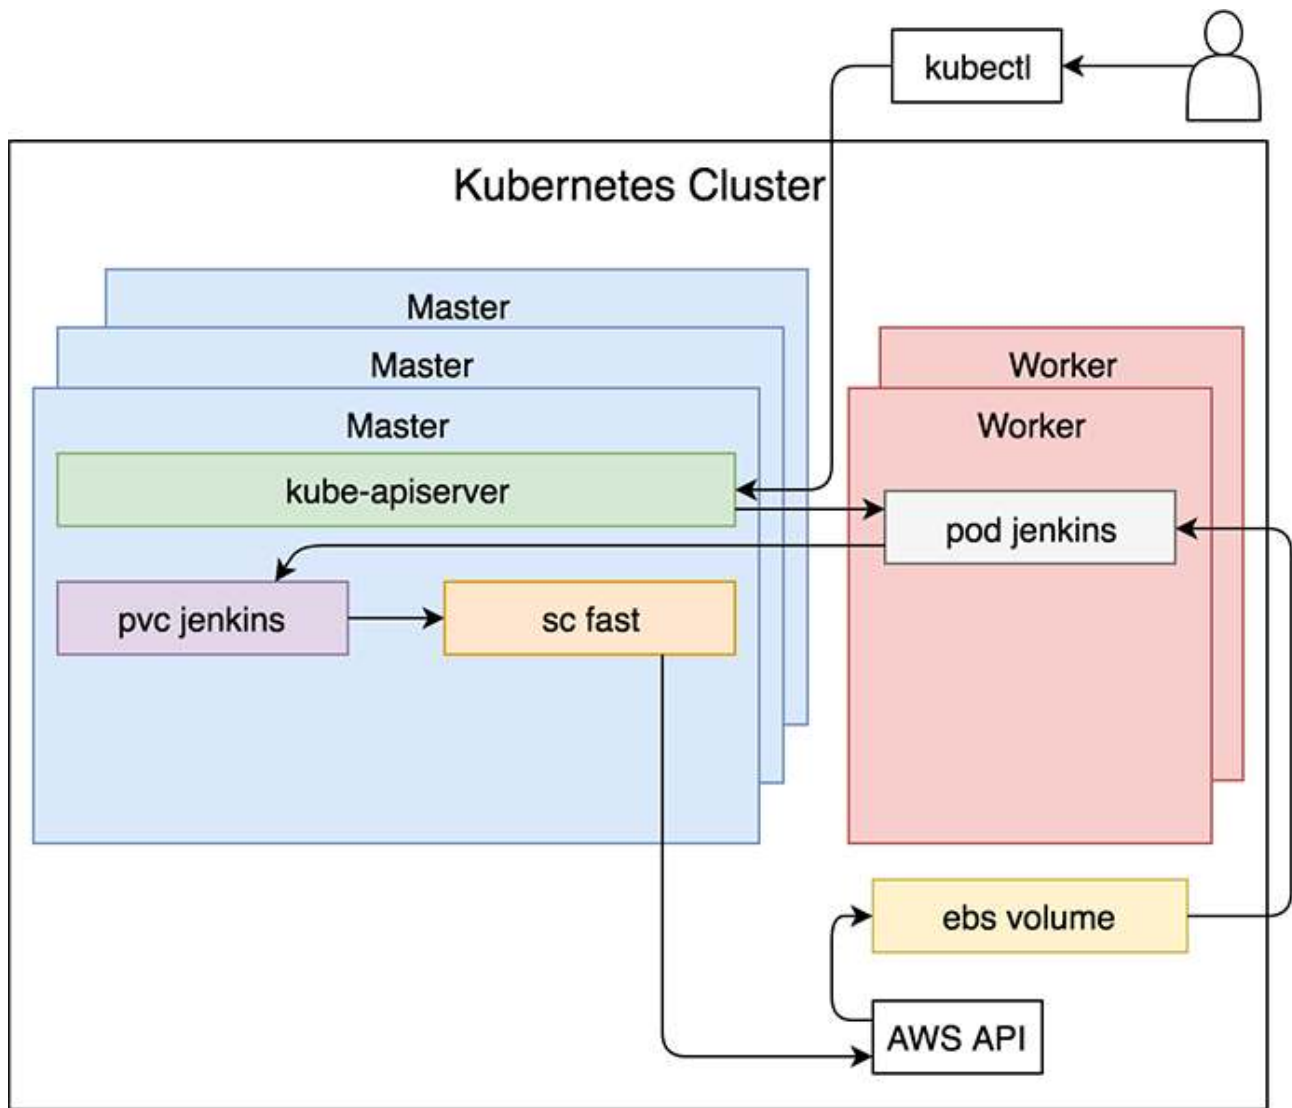 kubectl
Kubernetes Cluster
Master
Master
Worker
Master
Worker
kube-apiserver
pod jenkins
pvc jenkins
sc fast
ebs volume
AWS API